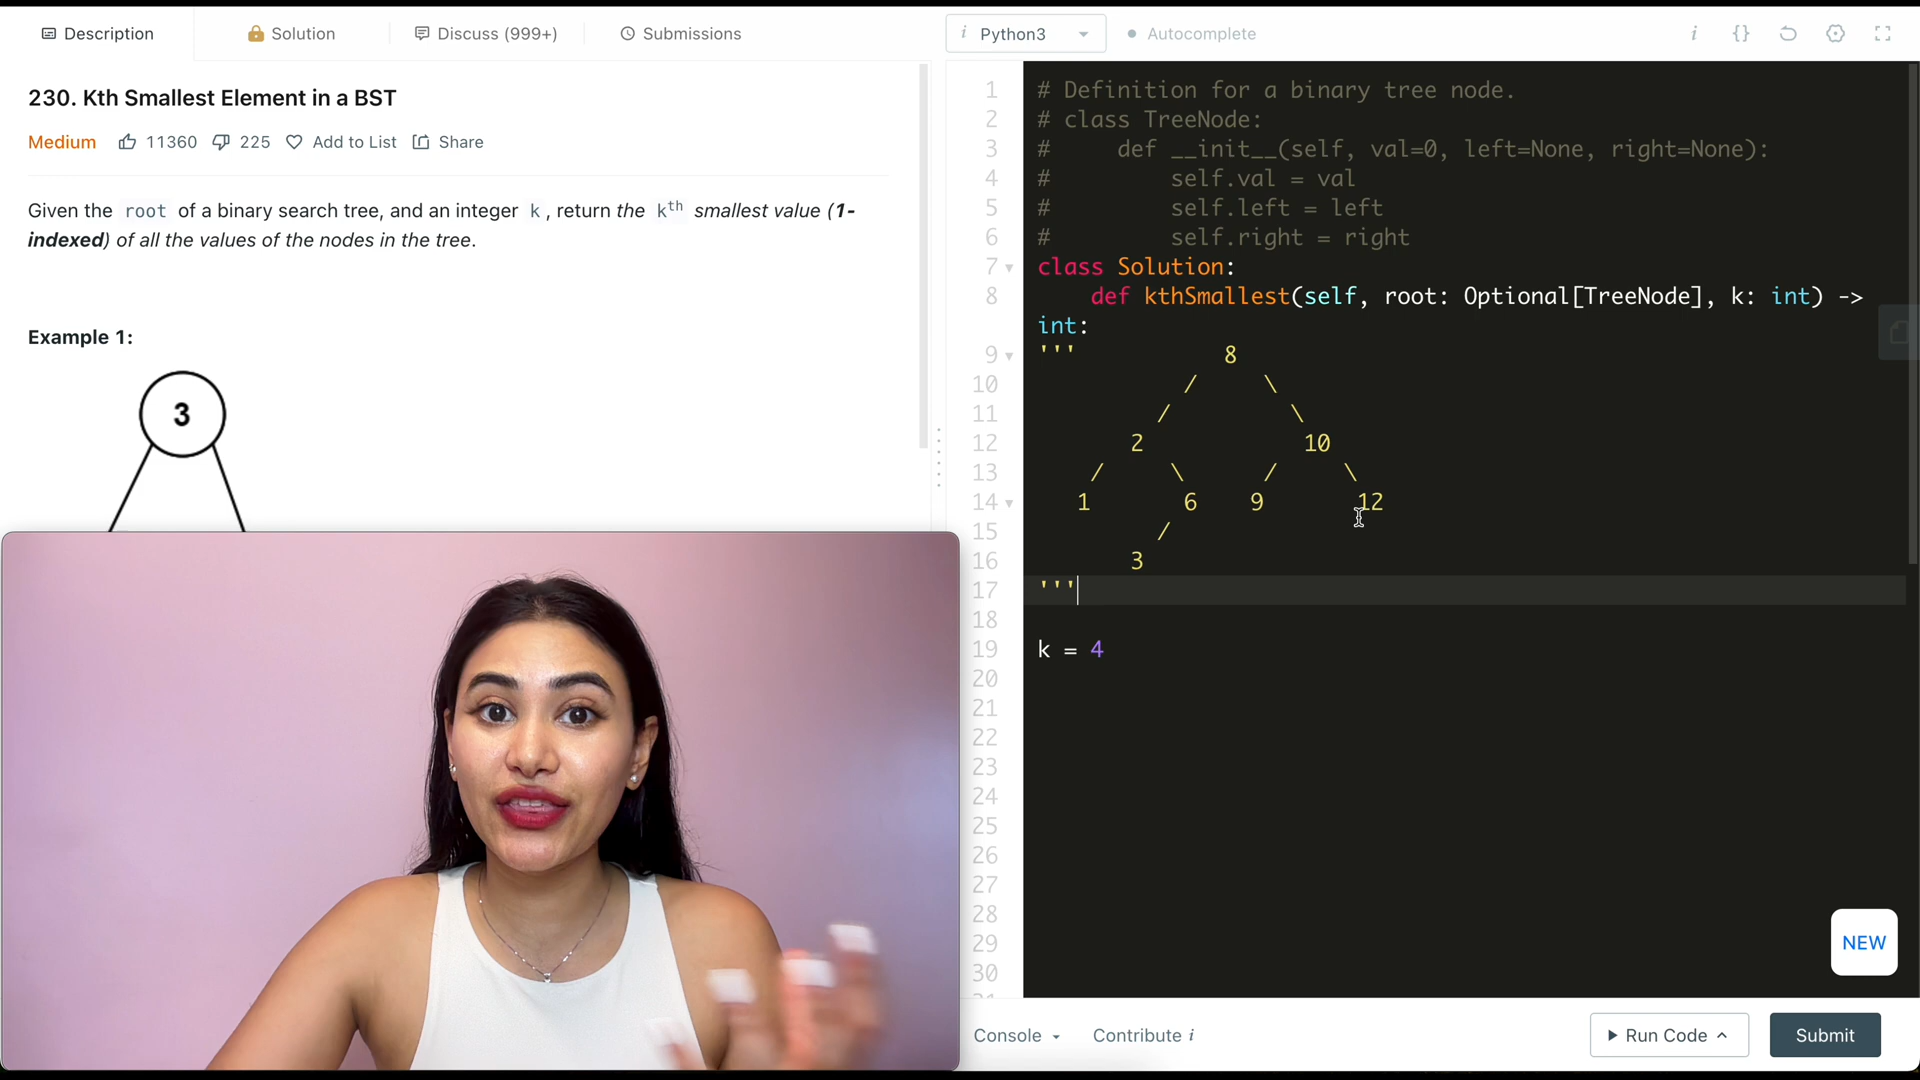 Description
Solution
Discuss (999+)
Submissions
i Python3
Autocomplete
i {}
230. Kth Smallest Element in a BST
Medium 11360 225 Add to List Share
Given the root of a binary search tree, and an integer k , return the kth smallest value (1-
indexed) of all the values of the nodes in the tree.
Example 1:
3
1 # Definition for a binary tree node.
2 # class TreeNode:
3 #     def __init__(self, val=0, left=None, right=None):
4 #         self.val = val
5 #         self.left = left
6 #         self.right = right
7 class Solution:
8     def kthSmallest(self, root: Optional[TreeNode], k: int) ->
int:
9 '''           8
10           /     \
11         /         \
12       2             10
13    /     \       /     \
14   1       6    9       12
15         /
16       3
17 '''
18
19 k = 4
20
21
22
23
24
25
26
27
28
29
30
NEW
Console
Contribute i
Run Code
Submit